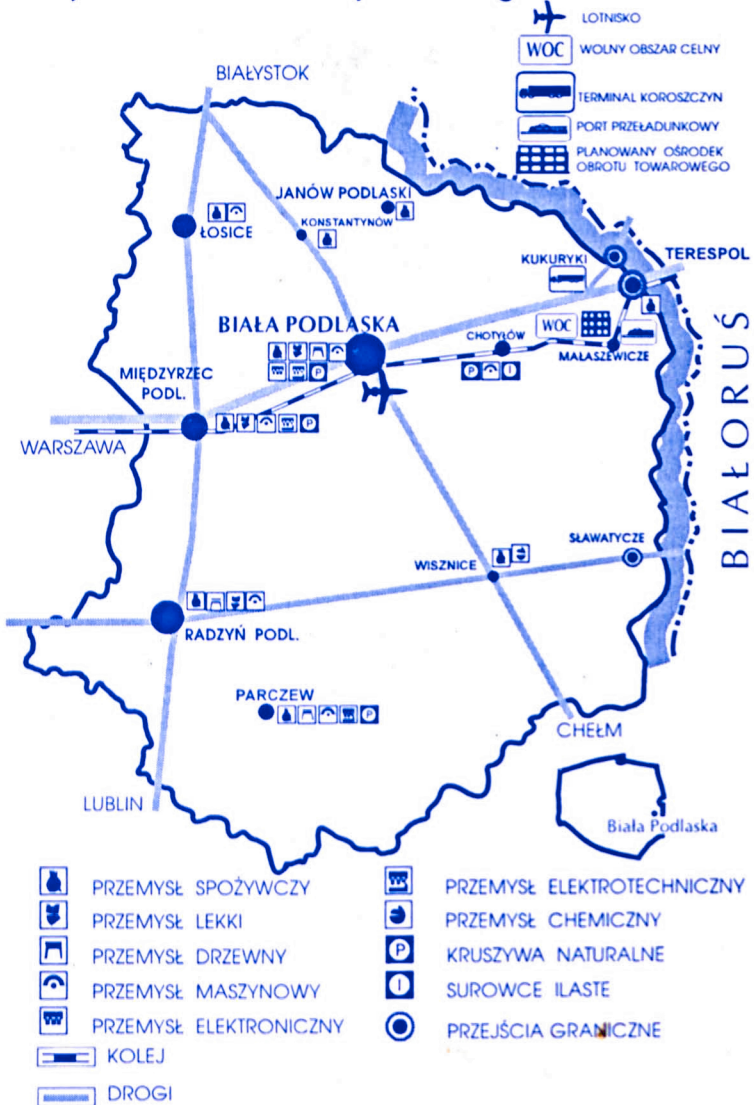 LOTNISKO
WOC WOLNY OBSZAR CELNY
TERMINAL KOROSZCZYN
PORT PRZEŁADUNKOWY
PLANOWANY OŚRODEK
OBROTU TOWAROWEGO
BIAŁYSTOK
JANÓW PODLASKI
KONSTANTYNÓW
ŁOSICE
KUKURYKI
TERESPOL
BIAŁA PODLASKA
CHOTYŁÓW
WOC
MAŁASZEWICZE
P
P I
MIĘDZYRZEC
PODL.
P
WARSZAWA
BIAŁORUŚ
SŁAWATYCZE
WISZNICE
RADZYŃ PODL.
PARCZEW
P
CHEŁM
LUBLIN
Biała Podlaska
PRZEMYSŁ SPOŻYWCZY
PRZEMYSŁ LEKKI
PRZEMYSŁ DRZEWNY
PRZEMYSŁ MASZYNOWY
PRZEMYSŁ ELEKTRONICZNY
KOLEJ
DROGI
PRZEMYSŁ ELEKTROTECHNICZNY
PRZEMYSŁ CHEMICZNY
P KRUSZYWA NATURALNE
I SUROWCE ILASTE
PRZEJŚCIA GRANICZNE